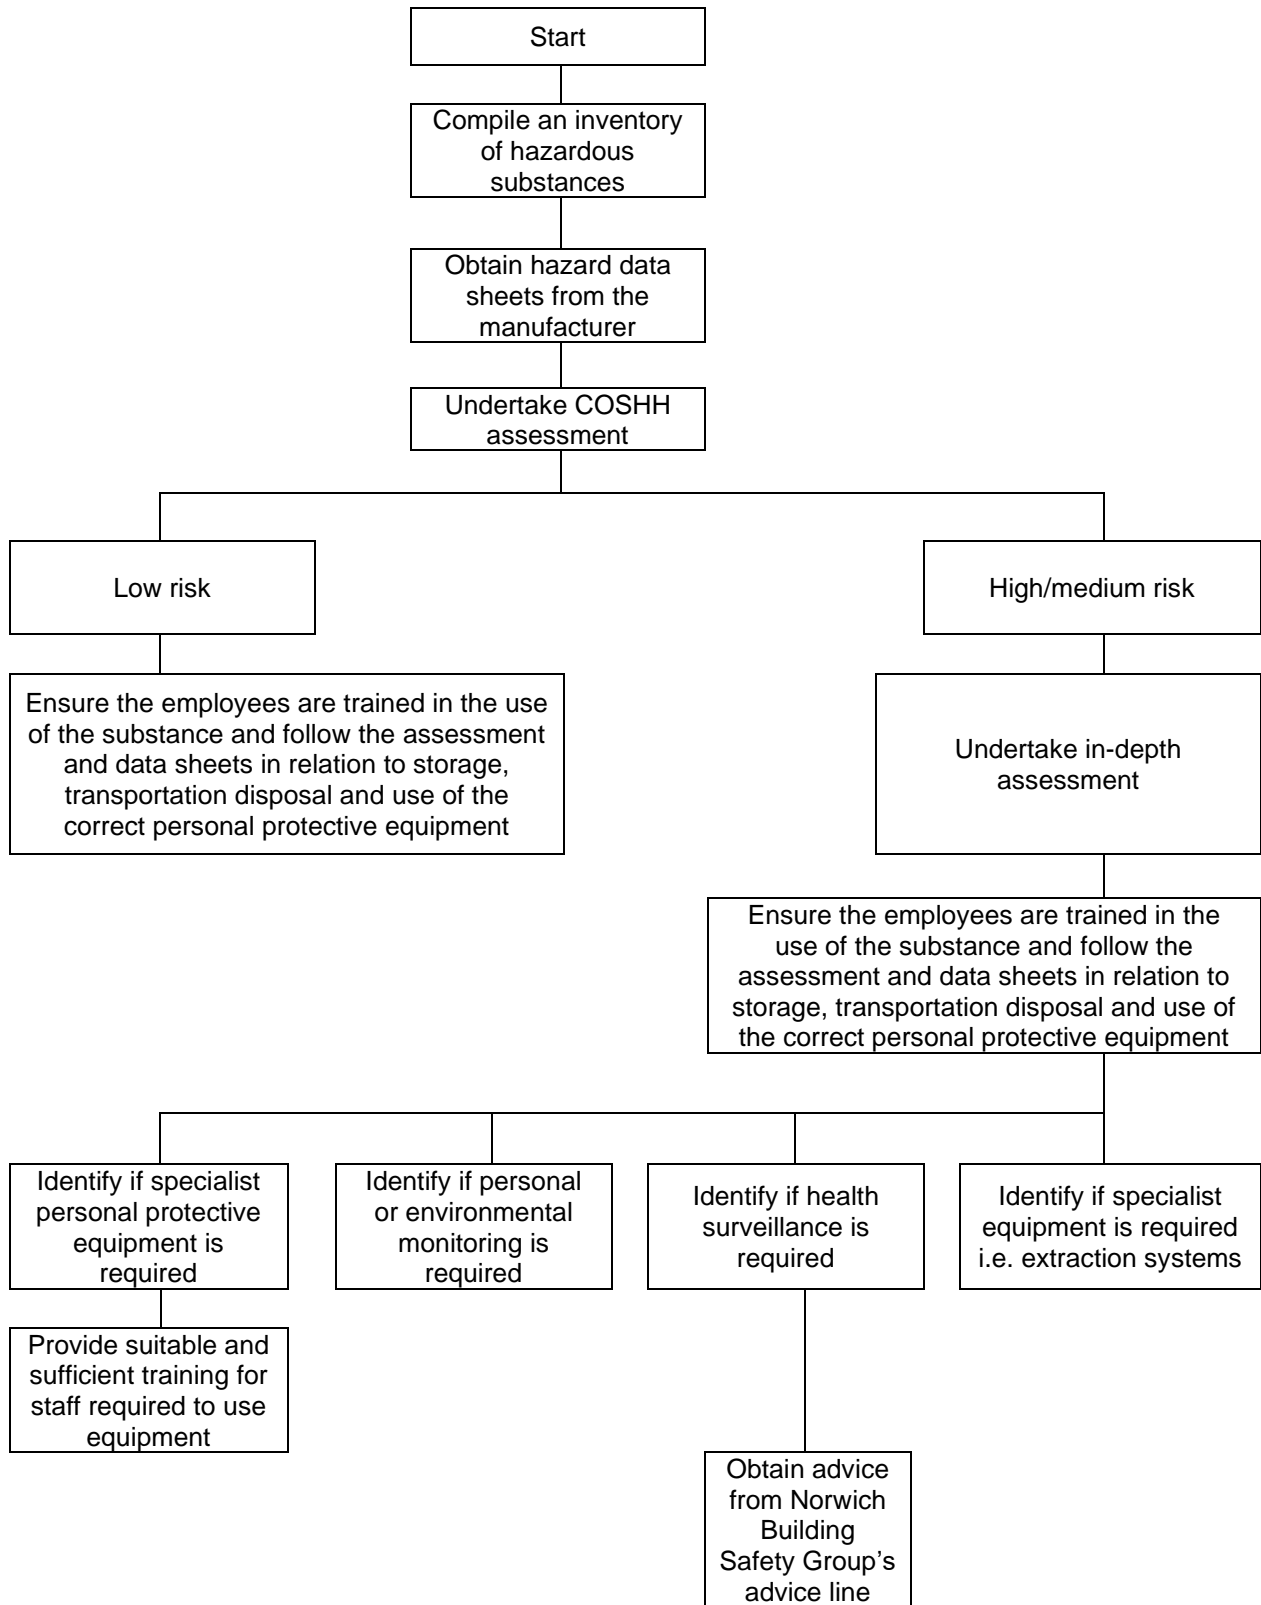 Start
Compile an inventory
of hazardous
substances
Obtain hazard data
sheets from the
manufacturer
Undertake COSHH
assessment
Low risk
High/medium risk
Ensure the employees are trained in the use
of the substance and follow the assessment
and data sheets in relation to storage,
transportation disposal and use of the
correct personal protective equipment
Undertake in-depth
assessment
Ensure the employees are trained in the
use of the substance and follow the
assessment and data sheets in relation to
storage, transportation disposal and use of
the correct personal protective equipment
Identify if specialist
personal protective
equipment is
required
Identify if personal
or environmental
monitoring is
required
Identify if health
surveillance is
required
Identify if specialist
equipment is required
i.e. extraction systems
Provide suitable and
sufficient training for
staff required to use
equipment
Obtain advice
from Norwich
Building
Safety Group’s
advice line